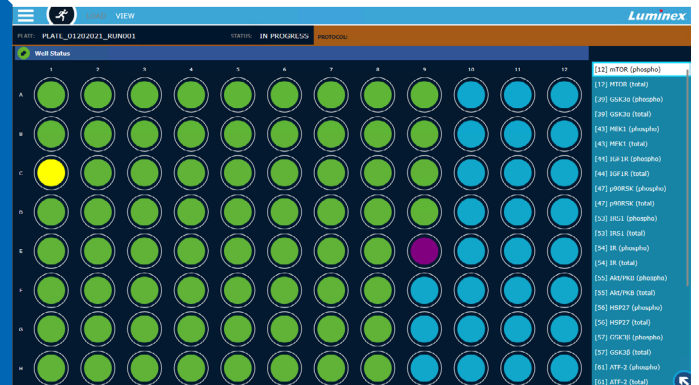 VIEW
Luminex
PLATE: PLATE_01202021_RUN001 STATUS: IN PROGRESS PROTOCOL:
Well Status
1 2 3 4 5 6 7 8 9 10 11 12
A
B
C
D
E
F
G
H
[12] mTOR (phospho)
[12] MTOR (total)
[39] GSK3α (phospho)
[39] GSK3α (total)
[43] MEK1 (phospho)
[43] MEK1 (total)
[44] IGF1R (phospho)
[44] IGF1R (total)
[47] p90RSK (phospho)
[47] p90RSK (total)
[53] IRS1 (phospho)
[53] IRS1 (total)
[54] IR (phospho)
[54] IR (total)
[55] Akt/PKB (phospho)
[55] Akt/PKB (total)
[56] HSP27 (phospho)
[56] HSP27 (total)
[57] GSK3β (phospho)
[57] GSK3β (total)
[61] ATF-2 (phospho)
[61] ATF-2 (total)